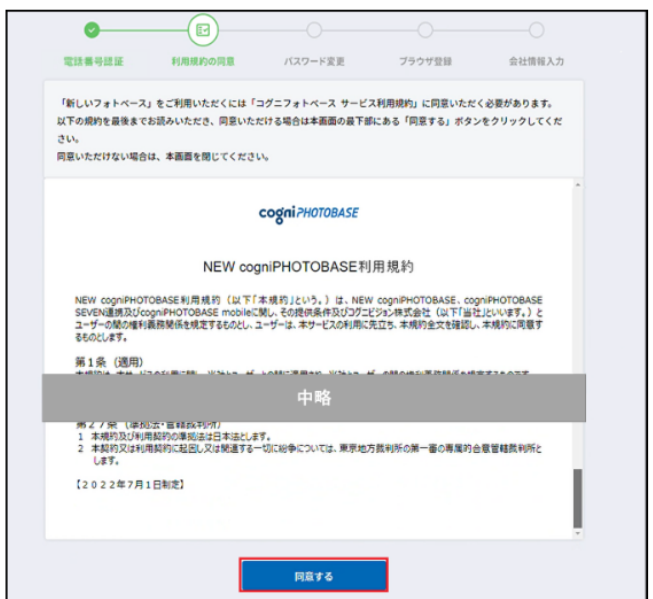 電話番号認証 利用規約の同意 パスワード変更 ブラウザ登録 会社情報入力
「新しいフォトベース」をご利用いただくには「コグニフォトベース サービス利用規約」に同意いただく必要があります。
以下の規約を最後までお読みいただき、同意いただける場合は本画面の最下部にある「同意する」ボタンをクリックしてくだ
さい。
同意いただけない場合は、本画面を閉じてください。
cogni PHOTOBASE
NEW cogniPHOTOBASE利用規約
NEW cogniPHOTOBASE利用規約（以下「本規約」という。）は、NEW cogniPHOTOBASE、cogniPHOTOBASE
SEVEN連携及びcogniPHOTOBASE mobileに関し、その提供条件及びコグニビジョン株式会社（以下「当社」といいます。）と
ユーザーの間の権利義務関係を規定するものとし、ユーザーは、本サービスの利用に先立ち、本規約全文を確認し、本規約に同意す
るものとします。
第1条（適用）
中略
第２７条（準拠法・管轄裁判所）
1 本規約及び利用契約の準拠法は日本法とします。
2 本契約又は利用契約に起因し又は関連する一切に紛争については、東京地方裁判所の第一審の専属的合意管轄裁判所と
します。
【２０２２年７月１日制定】
同意する